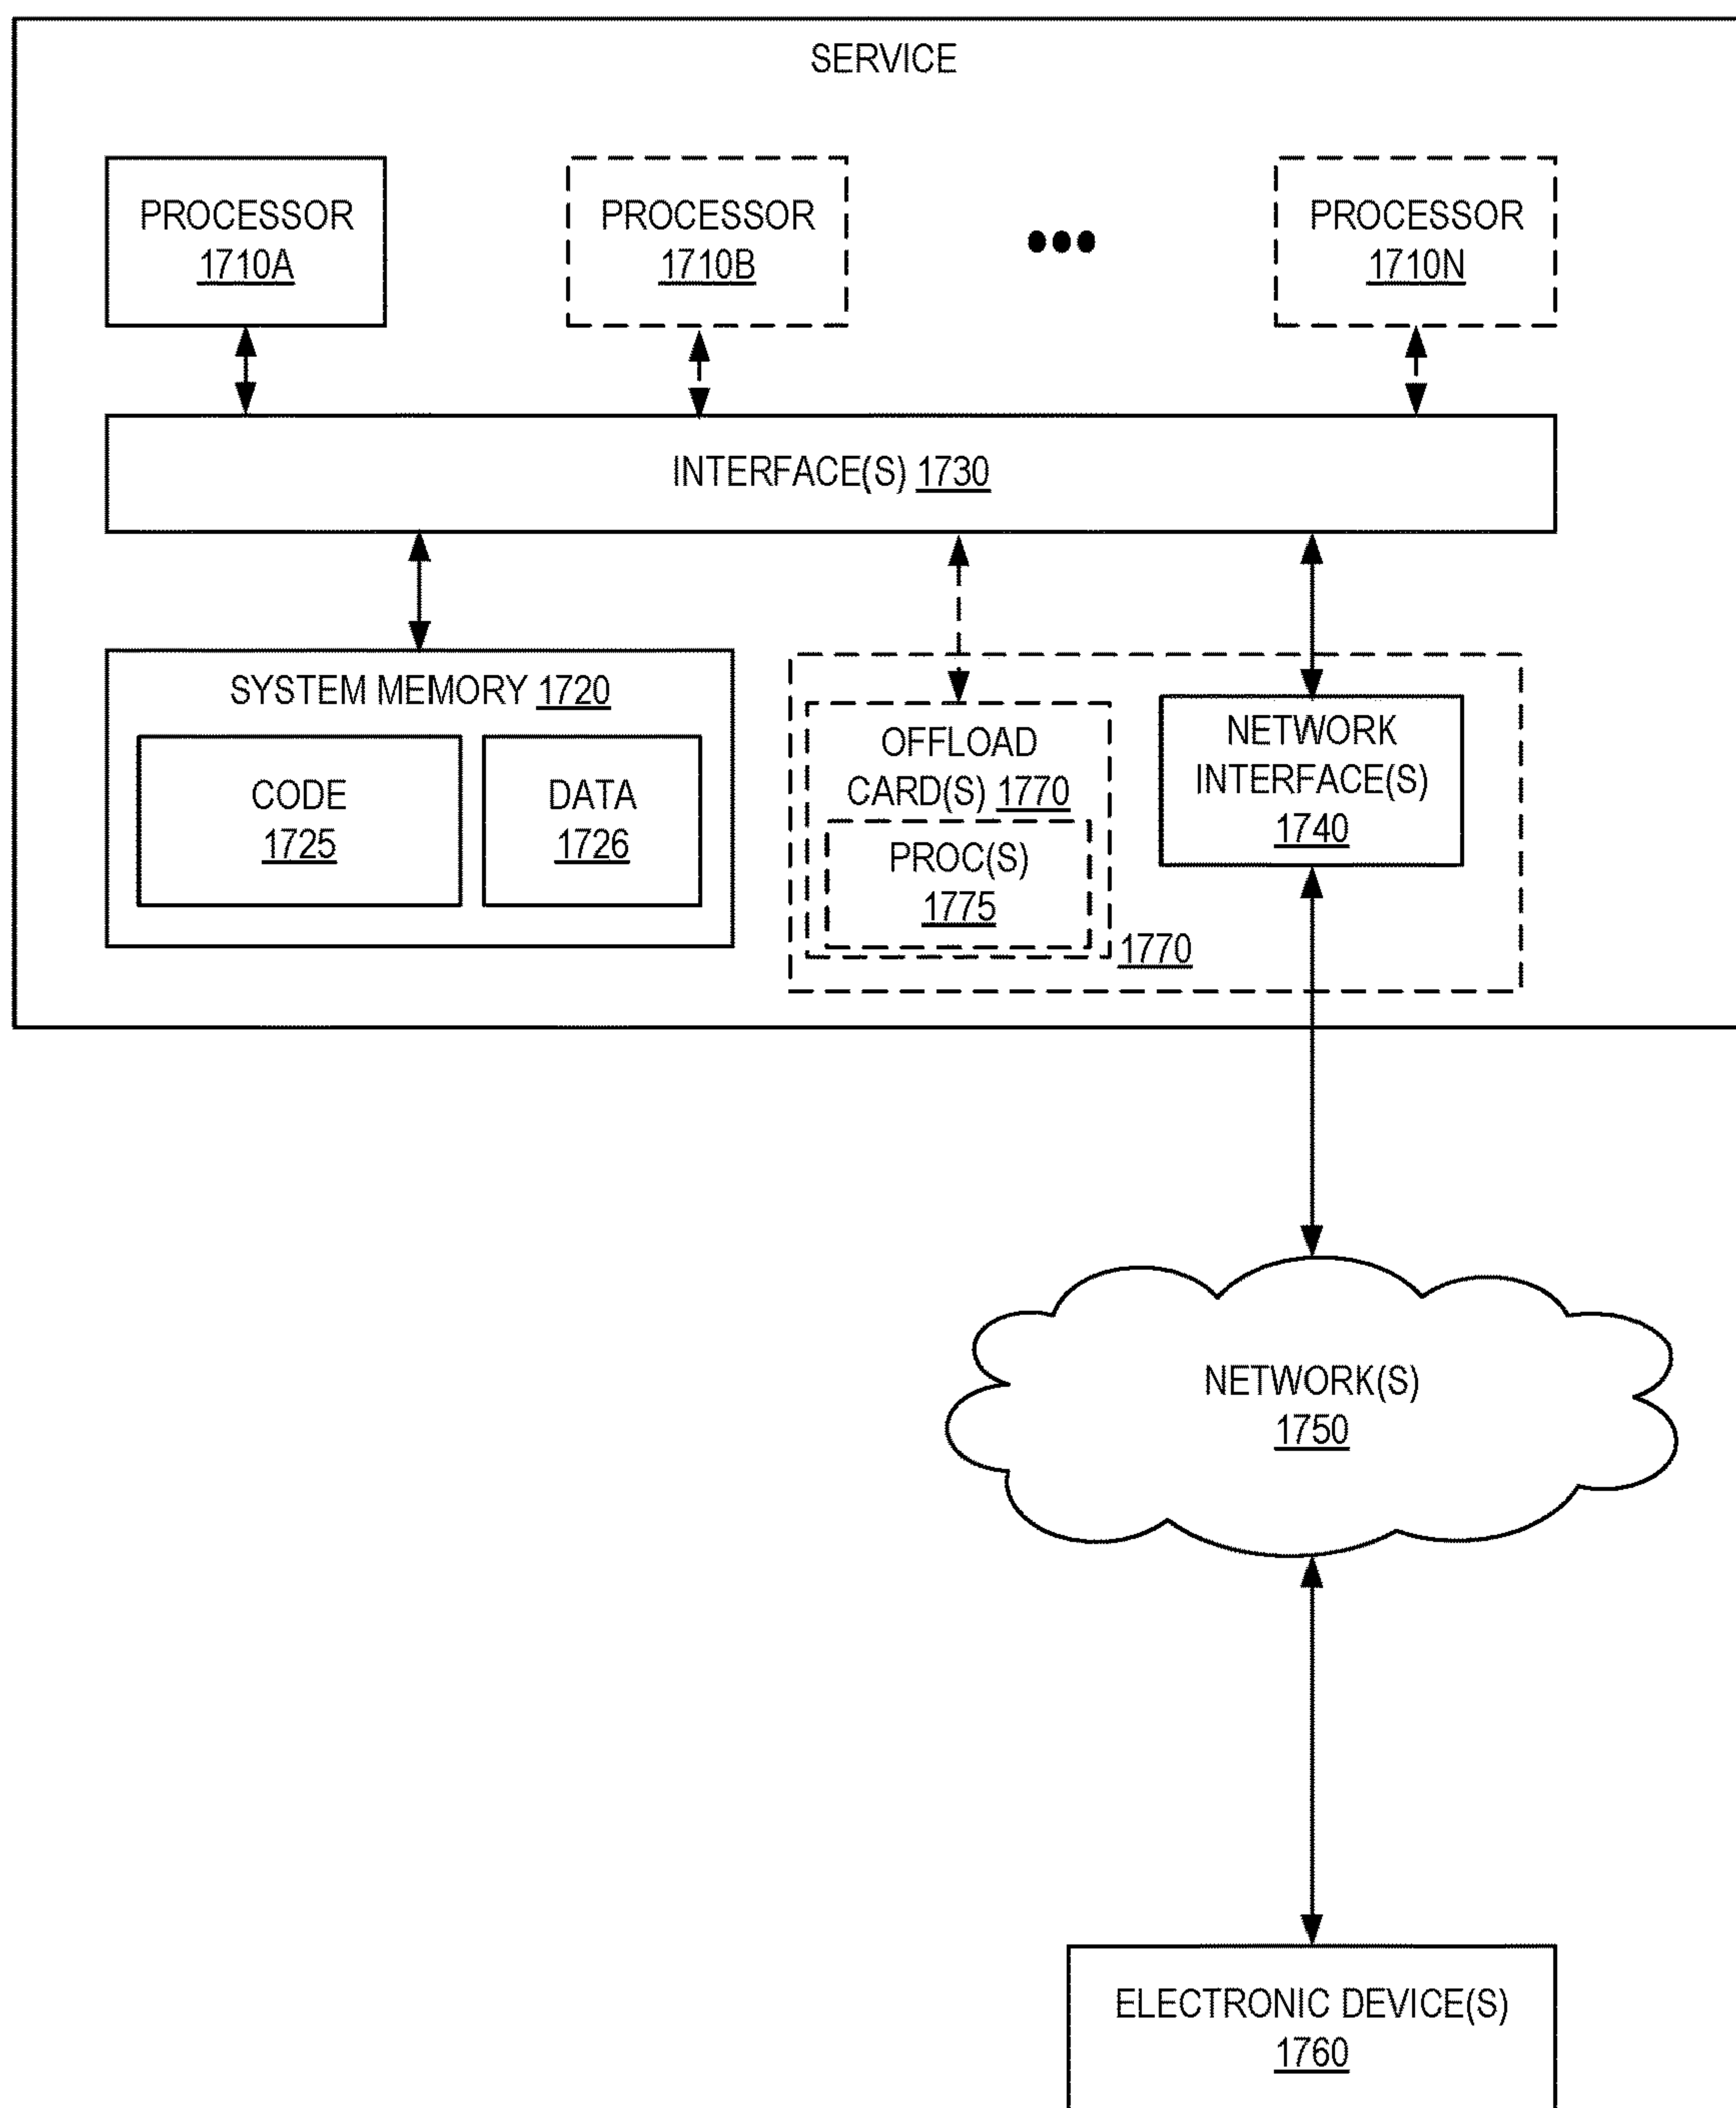 SERVICE
PROCESSOR
1710A
PROCESSOR
1710B
PROCESSOR
1710N
INTERFACE(S) 1730
SYSTEM MEMORY 1720
CODE
1725
DATA
1726
OFFLOAD
CARD(S) 1770
PROC(S)
1775
1770
NETWORK
INTERFACE(S)
1740
NETWORK(S)
1750
ELECTRONIC DEVICE(S)
1760